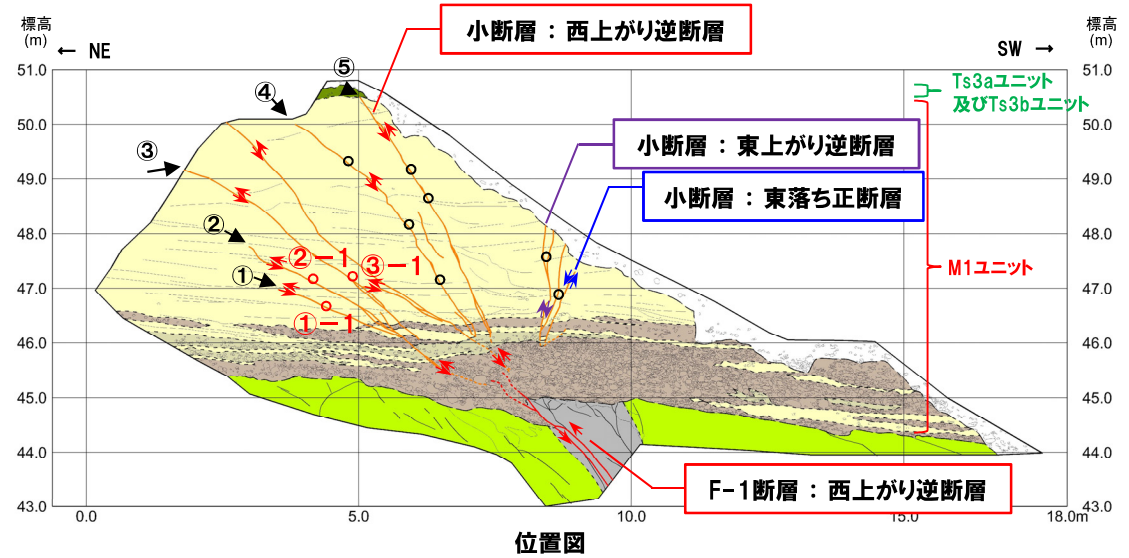 標高
(m)
← NE
小断層 : 西上がり逆断層
SW →
標高
(m)
51.0
50.0
49.0
48.0
47.0
46.0
45.0
44.0
43.0
51.0
50.0
49.0
48.0
47.0
46.0
45.0
44.0
43.0
⑤
④
③
②
①
②-1
③-1
①-1
Ts3aユニット
及びTs3bユニット
小断層 : 東上がり逆断層
小断層 : 東落ち正断層
M1ユニット
F-1断層 : 西上がり逆断層
0.0
5.0
10.0
15.0
18.0m
位置図